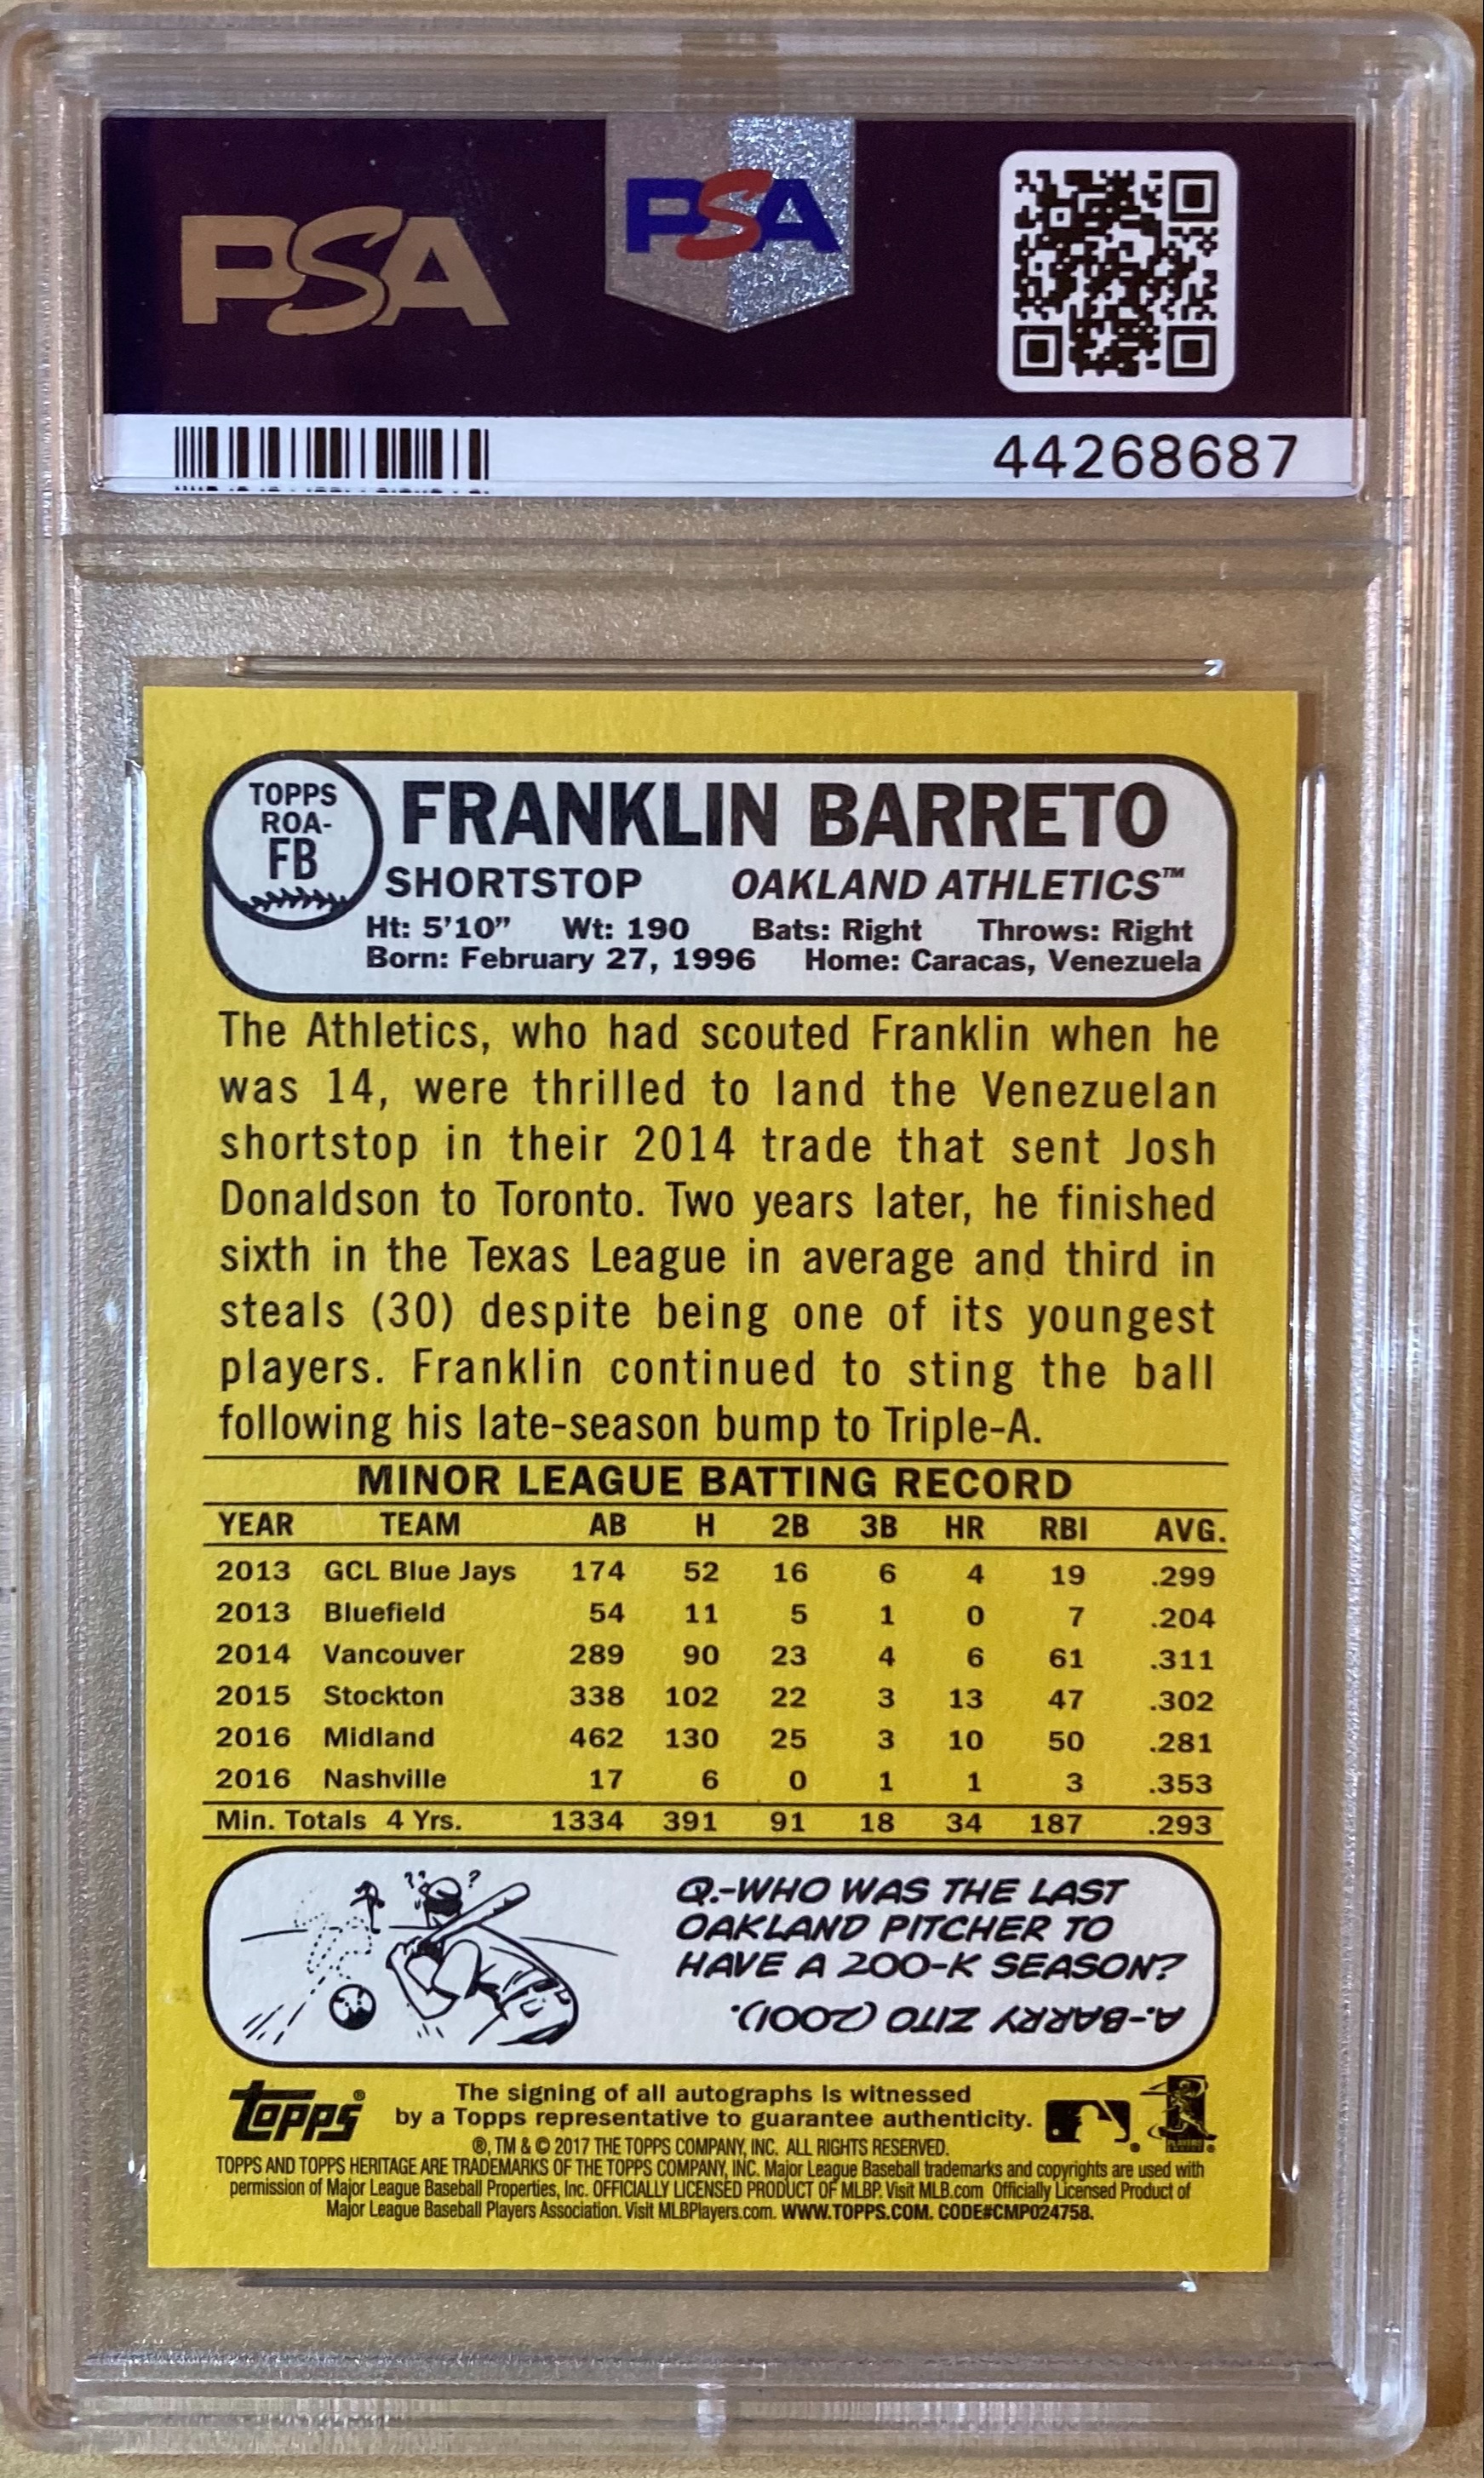 PSA
PSA
44268687
TOPPS
ROA-
FB
FRANKLIN BARRETO
SHORTSTOP OAKLAND ATHLETICS™
Ht: 5'10" Wt: 190 Bats: Right Throws: Right
Born: February 27, 1996 Home: Caracas, Venezuela
The Athletics, who had scouted Franklin when he
was 14, were thrilled to land the Venezuelan
shortstop in their 2014 trade that sent Josh
Donaldson to Toronto. Two years later, he finished
sixth in the Texas League in average and third in
steals (30) despite being one of its youngest
players. Franklin continued to sting the ball
following his late-season bump to Triple-A.
MINOR LEAGUE BATTING RECORD
YEAR TEAM AB H 2B 3B HR RBI AVG.
2013 GCL Blue Jays 174 52 16 6 4 19 .299
2013 Bluefield 54 11 5 1 0 7 .204
2014 Vancouver 289 90 23 4 6 61 .311
2015 Stockton 338 102 22 3 13 47 .302
2016 Midland 462 130 25 3 10 50 .281
2016 Nashville 17 6 0 1 1 3 .353
Min. Totals 4 Yrs. 1334 391 91 18 34 187 .293
?? ?
Q.-WHO WAS THE LAST
OAKLAND PITCHER TO
HAVE A 200-K SEASON?
A.-BARRY ZITO (2001).
topps®
The signing of all autographs is witnessed
by a Topps representative to guarantee authenticity.
®, TM & © 2017 THE TOPPS COMPANY, INC. ALL RIGHTS RESERVED.
TOPPS AND TOPPS HERITAGE ARE TRADEMARKS OF THE TOPPS COMPANY, INC. Major League Baseball trademarks and copyrights are used with
permission of Major League Baseball Properties, Inc. OFFICIALLY LICENSED PRODUCT OF MLBP. Visit MLB.com Officially Licensed Product of
Major League Baseball Players Association. Visit MLBPlayers.com. WWW.TOPPS.COM. CODE#CMP024758.